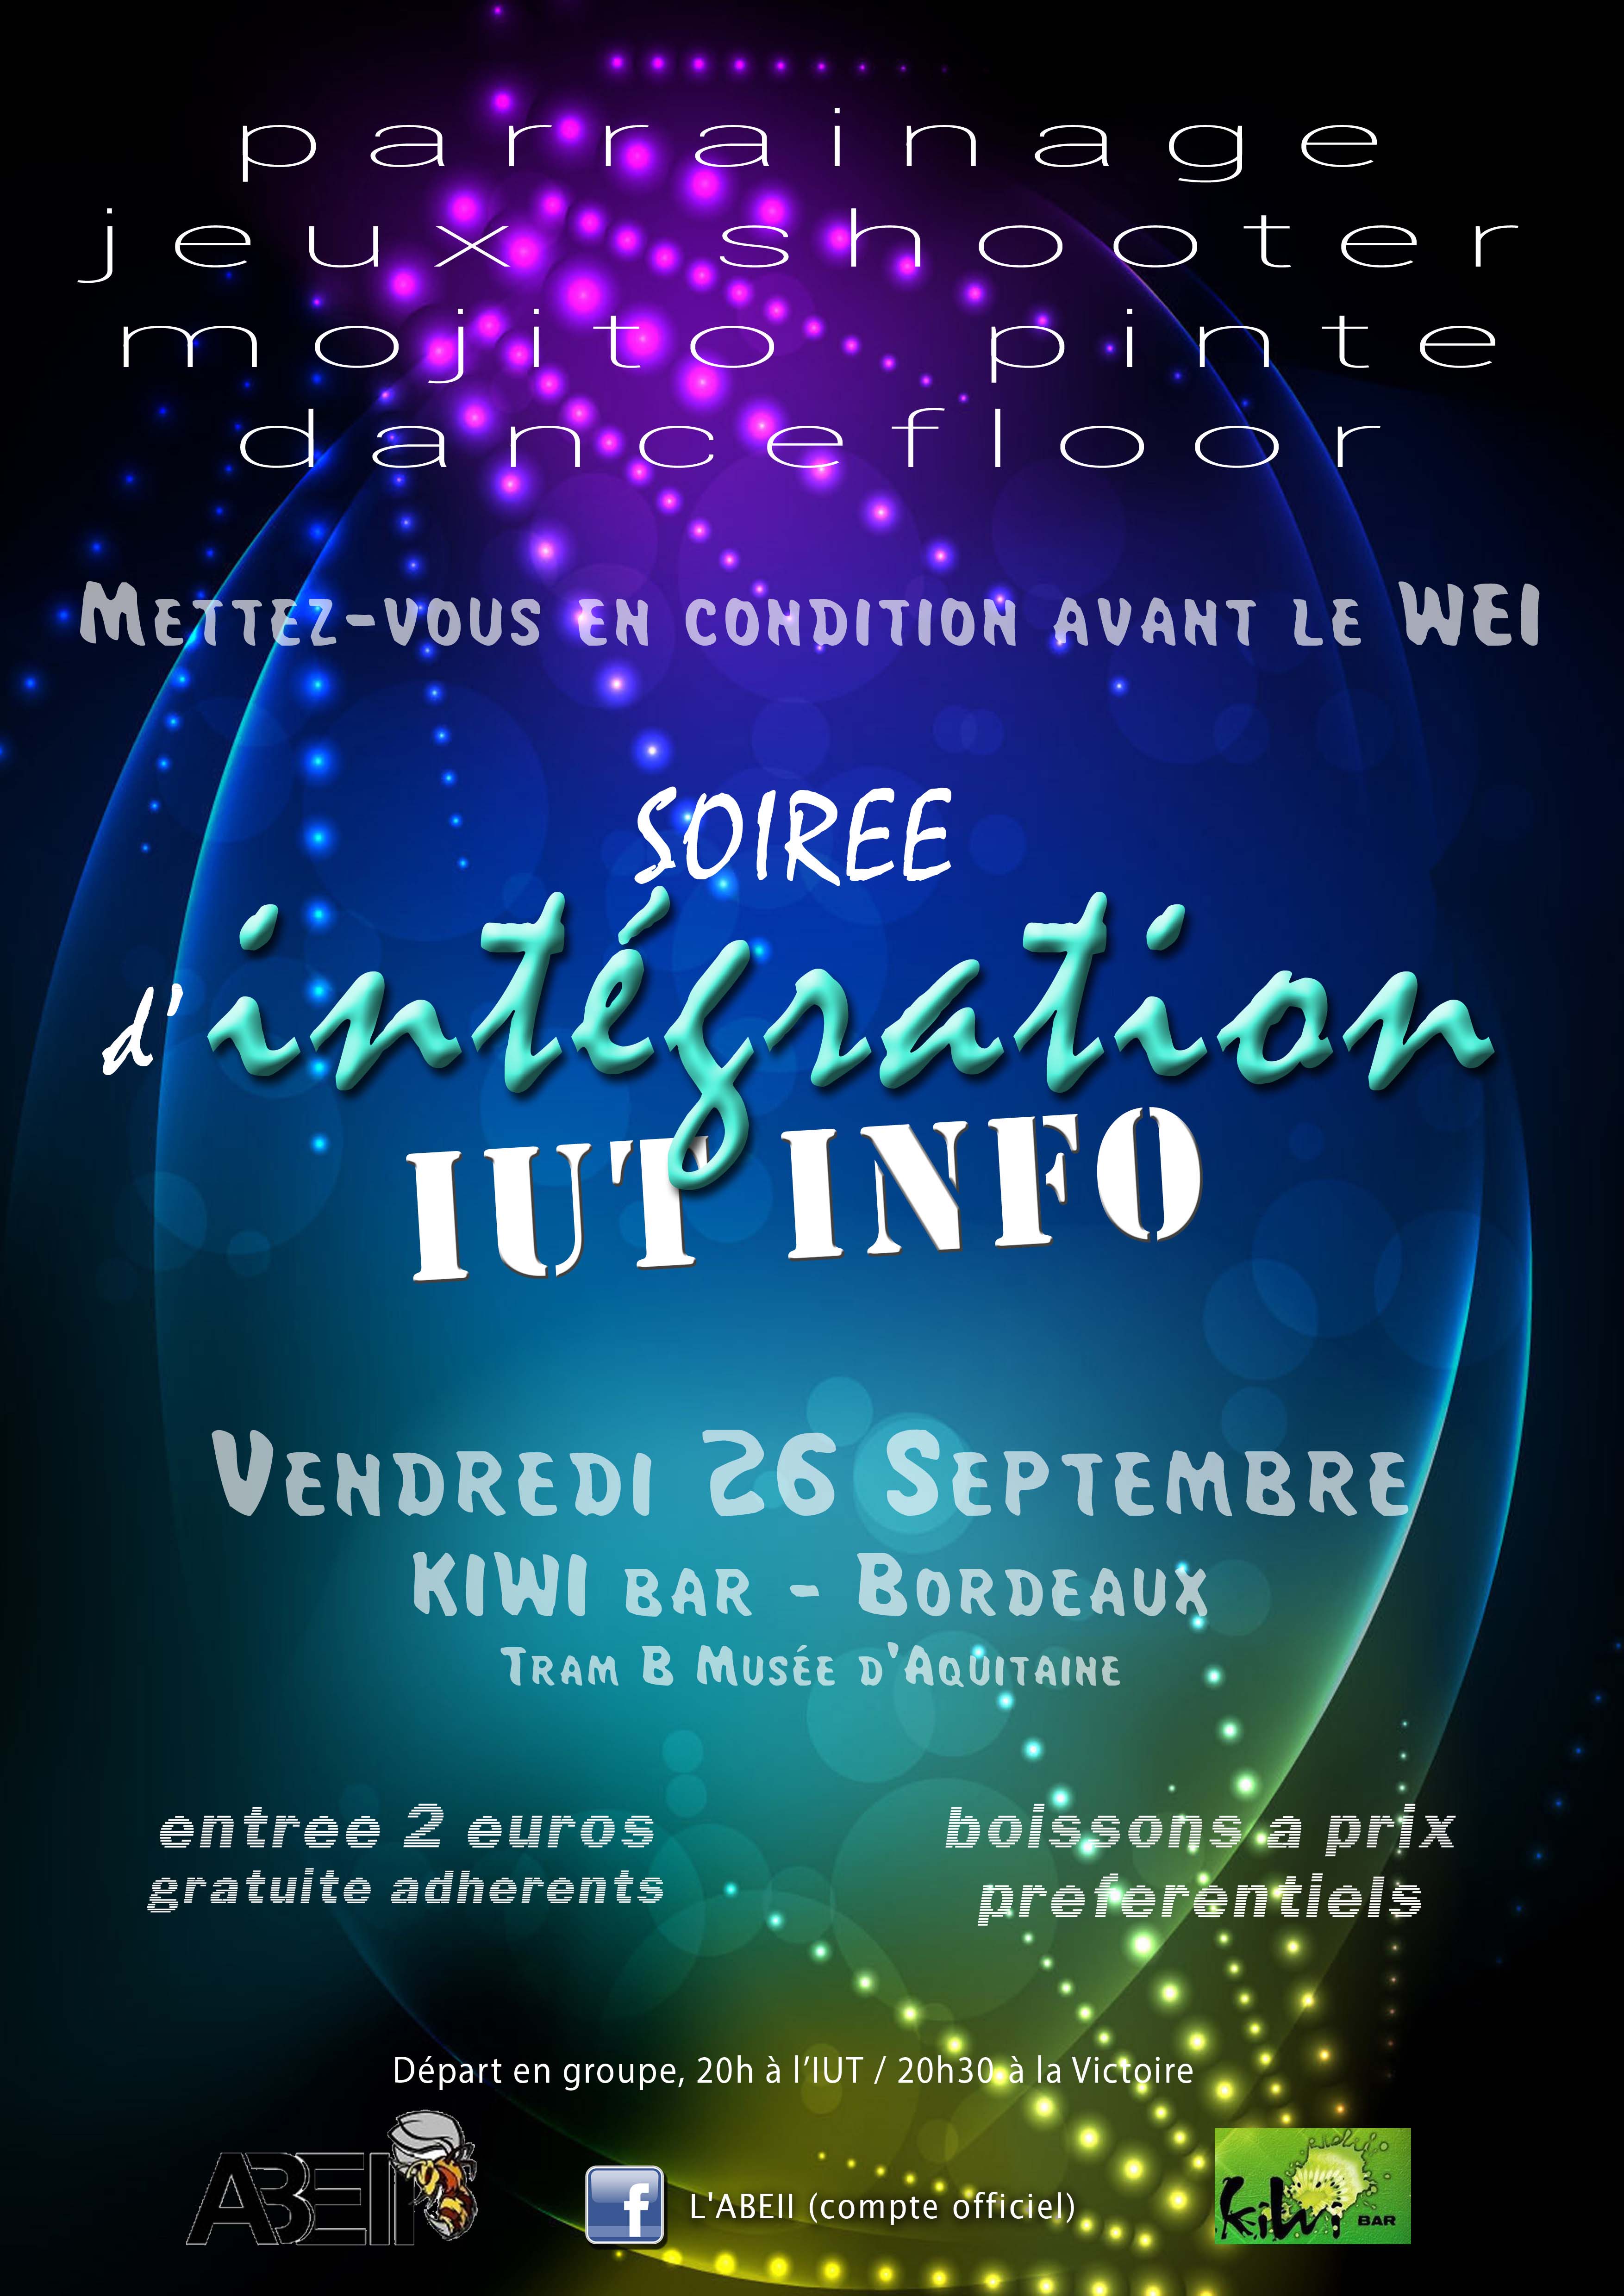 parrainage
jeux shooter
mojito pinte
dancefloor
Mettez-vous en condition avant le WEI
SOIREE
d'intégration
IUT INFO
Vendredi 26 Septembre
KIWI bar - Bordeaux
Tram B Musée d'Aquitaine
entree 2 euros
gratuite adherents
boissons a prix
preferentiels
Départ en groupe, 20h à l’IUT / 20h30 à la Victoire
ABEII
f
L'ABEII (compte officiel)
kiwi
BAR